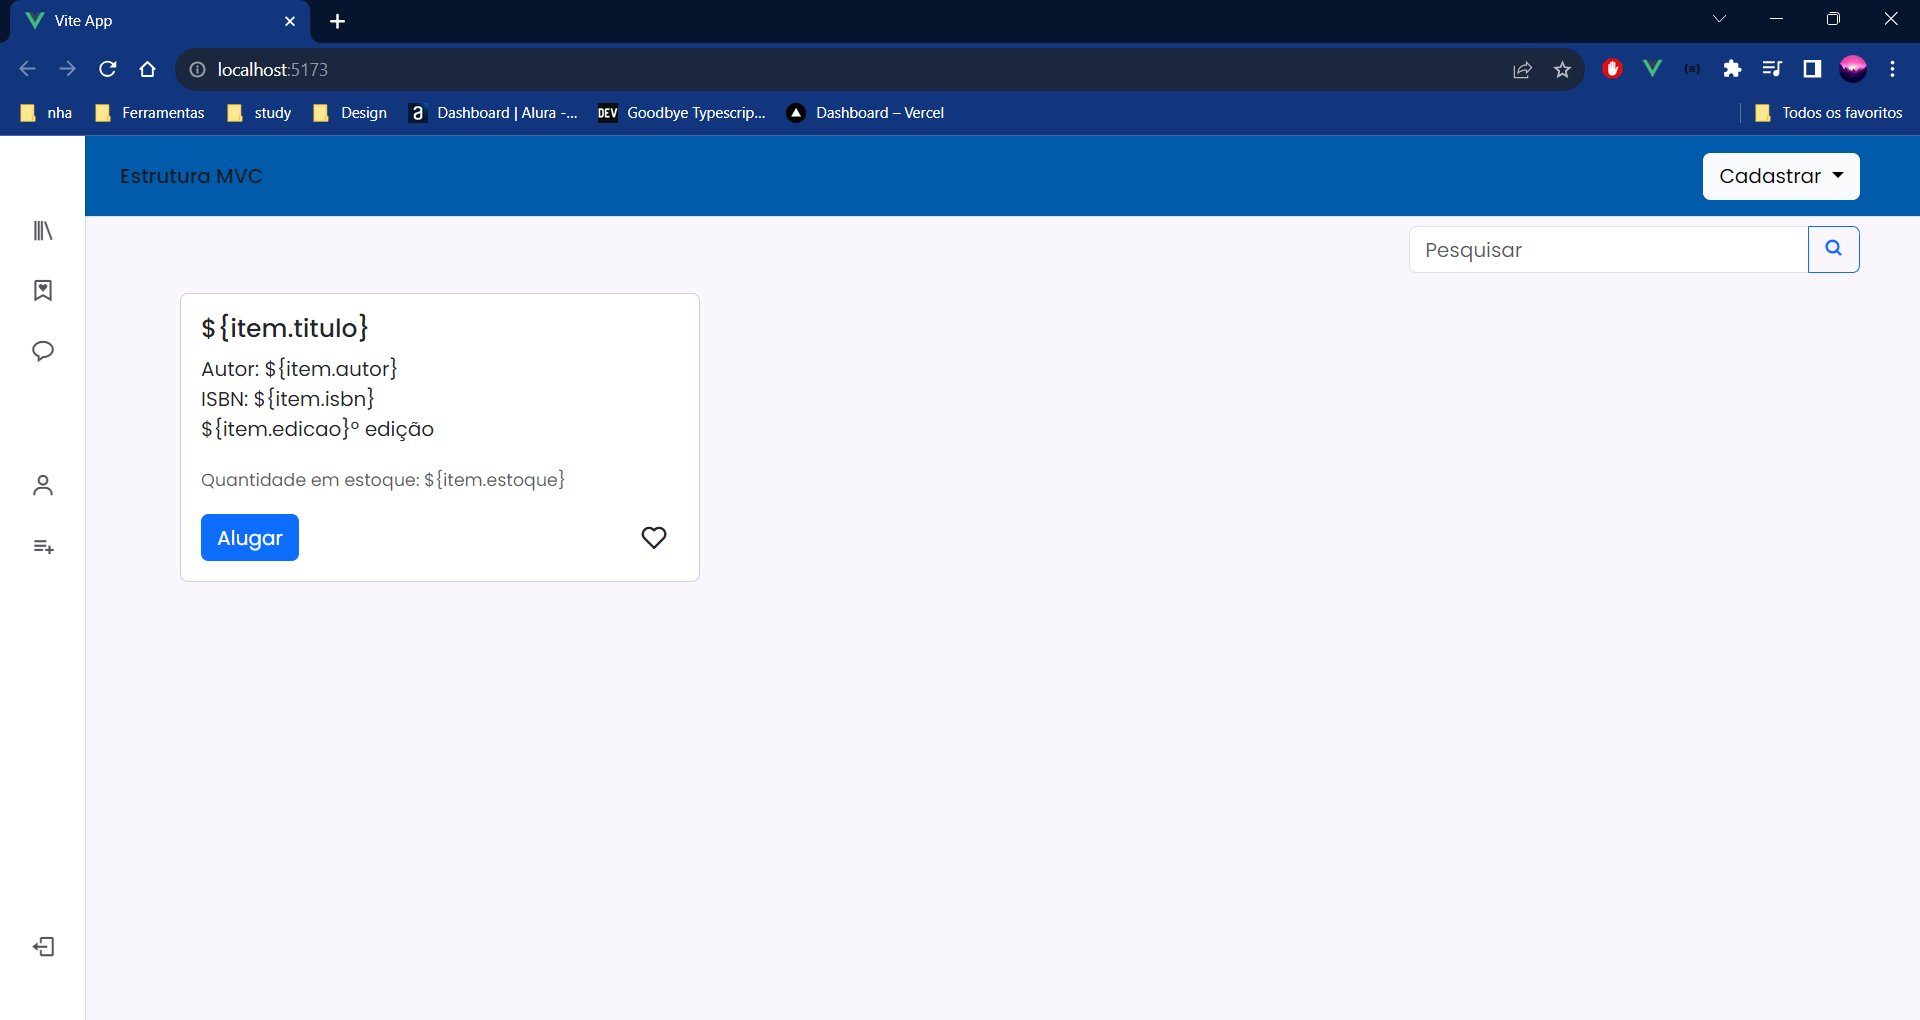 Vite App
localhost:5173
nha
Ferramentas
study
Design
a
Dashboard | Alura -...
DEV
Goodbye Typescrip...
Dashboard – Vercel
Todos os favoritos
Estrutura MVC
Cadastrar
Pesquisar
${item.titulo}
Autor: ${item.autor}
ISBN: ${item.isbn}
${item.edicao}º edição
Quantidade em estoque: ${item.estoque}
Alugar